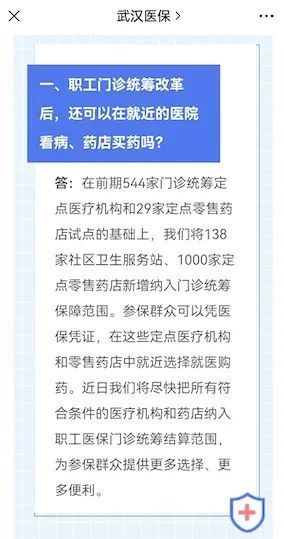 武汉医保
一、职工门诊统筹改革
后，还可以在就近的医院
看病、药店买药吗？
答：在前期544家门诊统筹定
点医疗机构和29家定点零售药
店试点的基础上，我们将138
家社区卫生服务站、1000家定
点零售药店新增纳入门诊统筹
保障范围。参保群众可以凭医
保凭证，在这些定点医疗机构
和零售药店中就近选择就医购
药。近日我们将尽快把所有符
合条件的医疗机构和药店纳入
职工医保门诊统筹结算范围，
为参保群众提供更多选择、更
多便利。